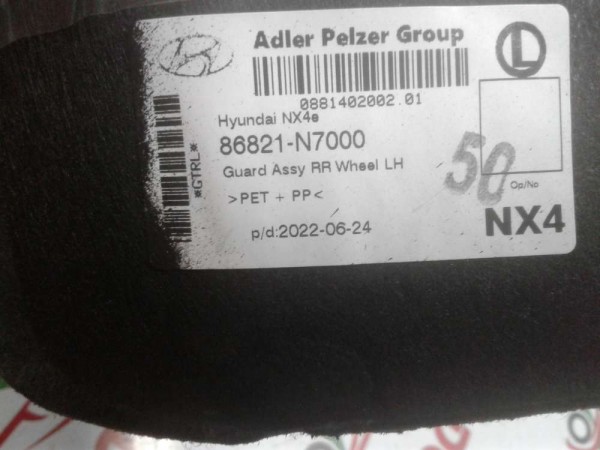 Adler Pelzer Group
L
0881402002.01
Hyundai NX4e
86821-N7000
Guard Assy RR Wheel LH
>PET + PP<
p/d:2022-06-24
*GTRL*
50
Op/No
NX4